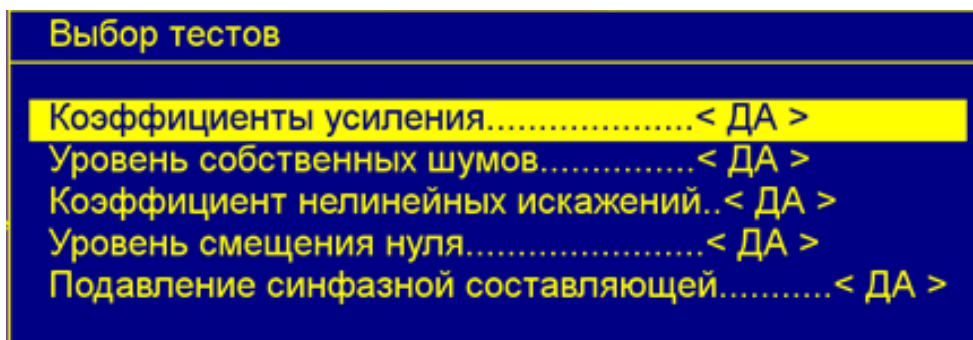 Выбор тестов
Коэффициенты усиления....................< ДА >
Уровень собственных шумов...............< ДА >
Коэффициент нелинейных искажений..< ДА >
Уровень смещения нуля.......................< ДА >
Подавление синфазной составляющей...........< ДА >